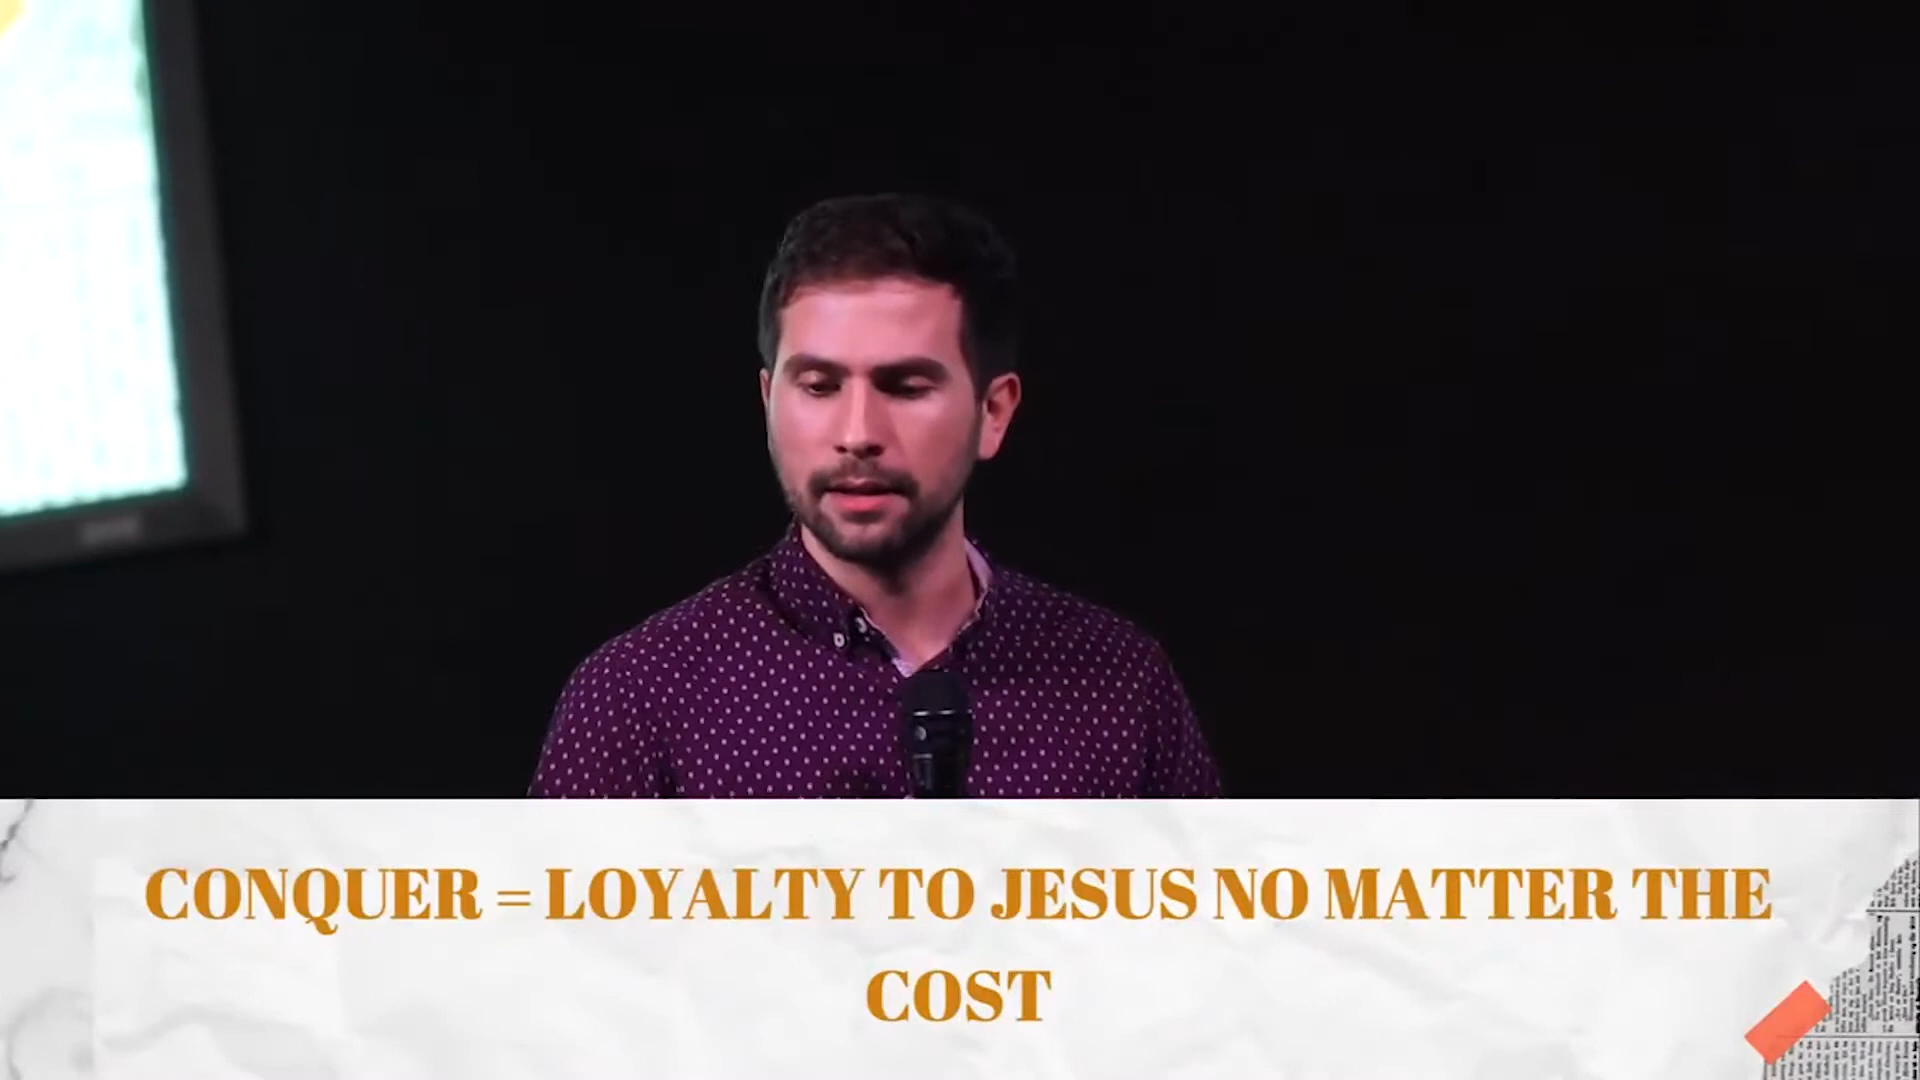 CONQUER = LOYALTY TO JESUS NO MATTER THE
COST